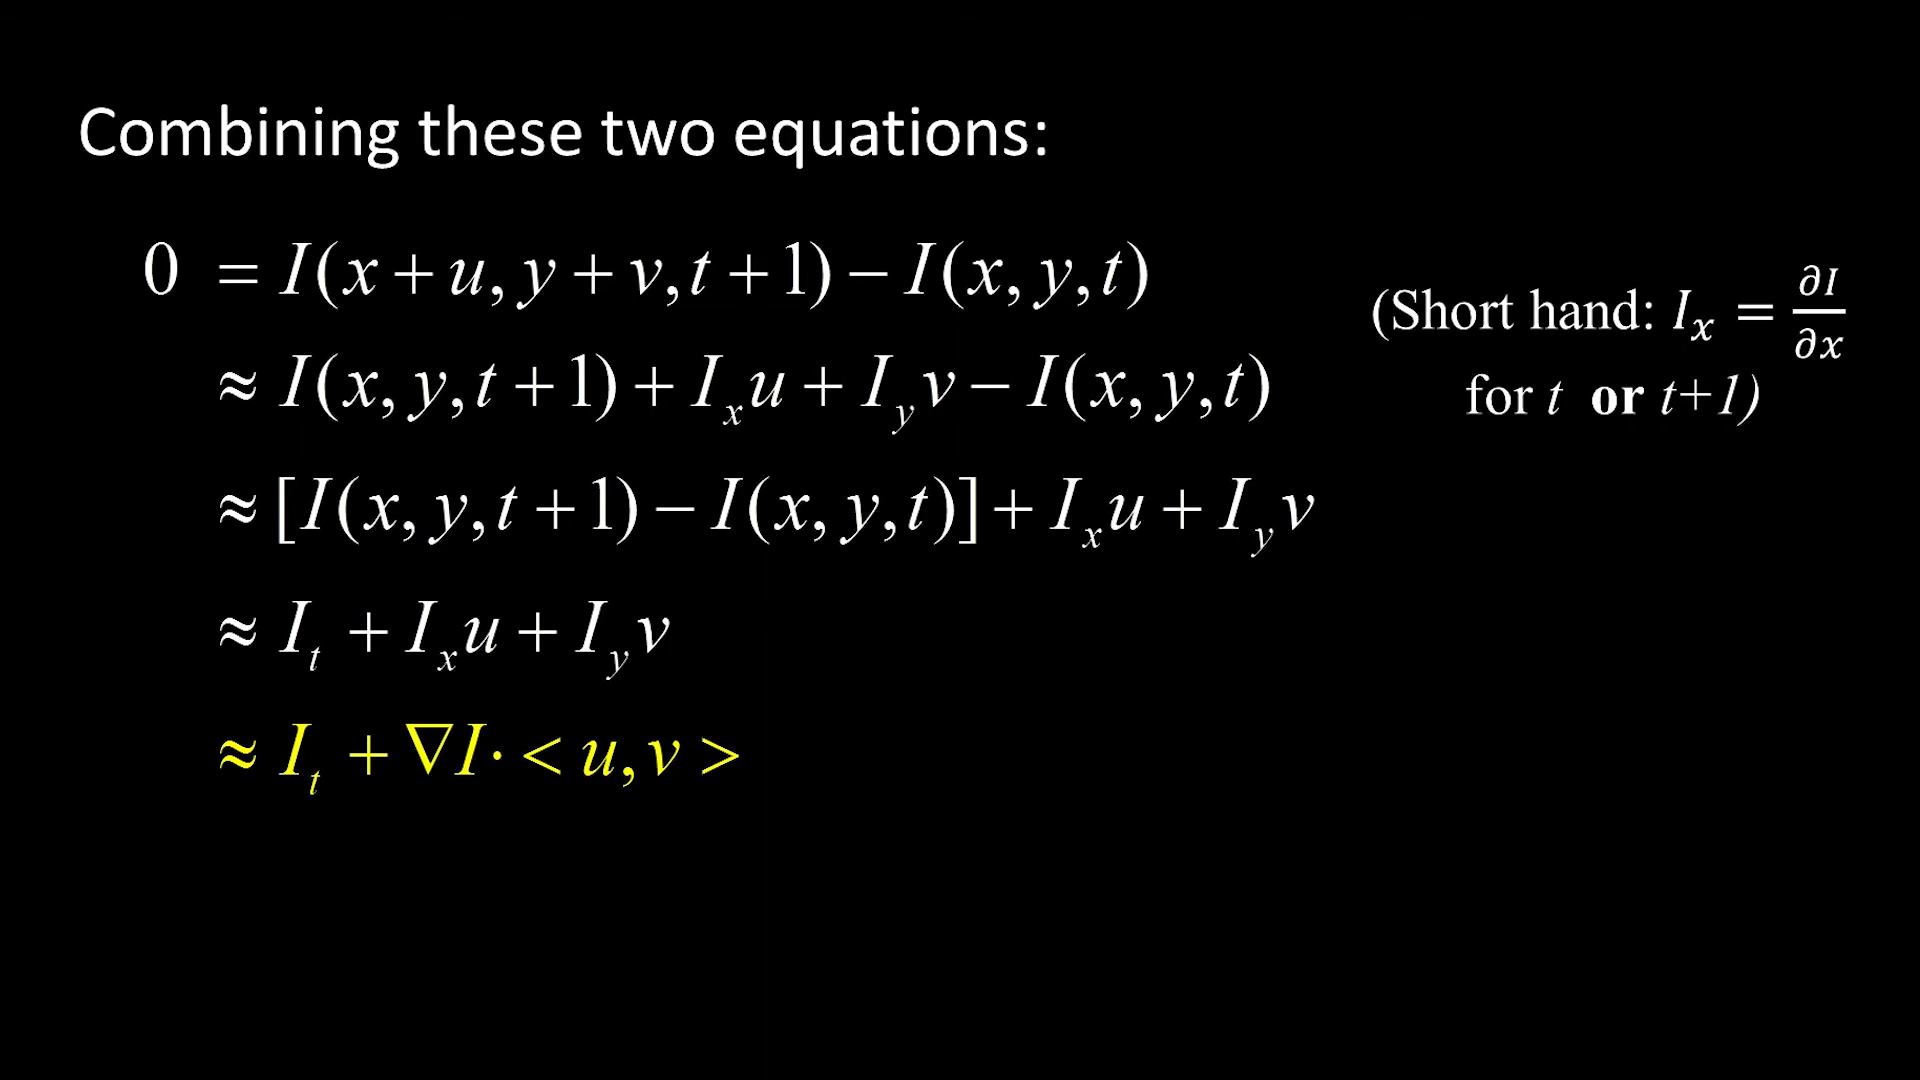 Combining these two equations:
0 = I(x + u, y + v, t + 1) − I(x, y, t)
(Short hand: I_x = ∂I/∂x
≈ I(x, y, t + 1) + I_x u + I_y v − I(x, y, t)
for t or t+1)
≈ [I(x, y, t + 1) − I(x, y, t)] + I_x u + I_y v
≈ I_t + I_x u + I_y v
≈ I_t + ∇I · < u, v >